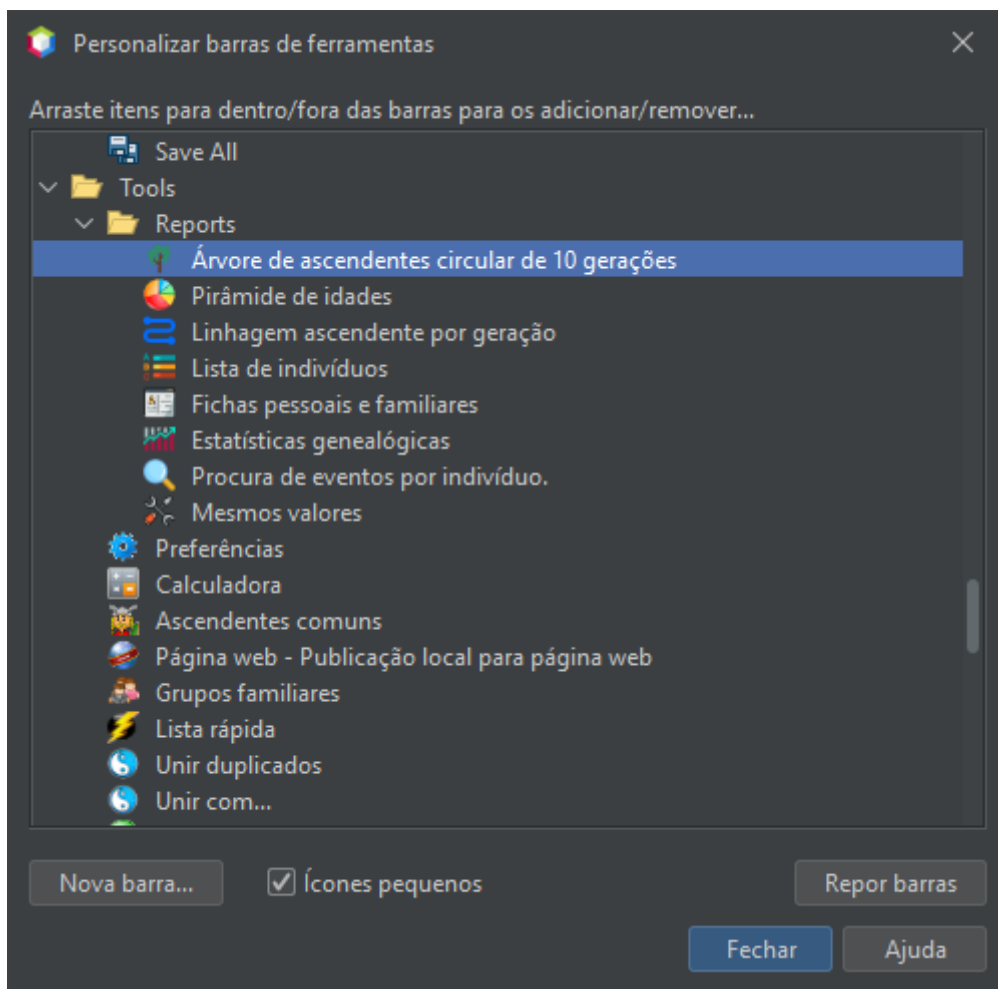 Personalizar barras de ferramentas
Arraste itens para dentro/fora das barras para os adicionar/remover...
Save All
Tools
Reports
Árvore de ascendentes circular de 10 gerações
Pirâmide de idades
Linhagem ascendente por geração
Lista de indivíduos
Fichas pessoais e familiares
Estatísticas genealógicas
Procura de eventos por indivíduo.
Mesmos valores
Preferências
Calculadora
Ascendentes comuns
Página web - Publicação local para página web
Grupos familiares
Lista rápida
Unir duplicados
Unir com...
Nova barra... Ícones pequenos Repor barras
Fechar Ajuda